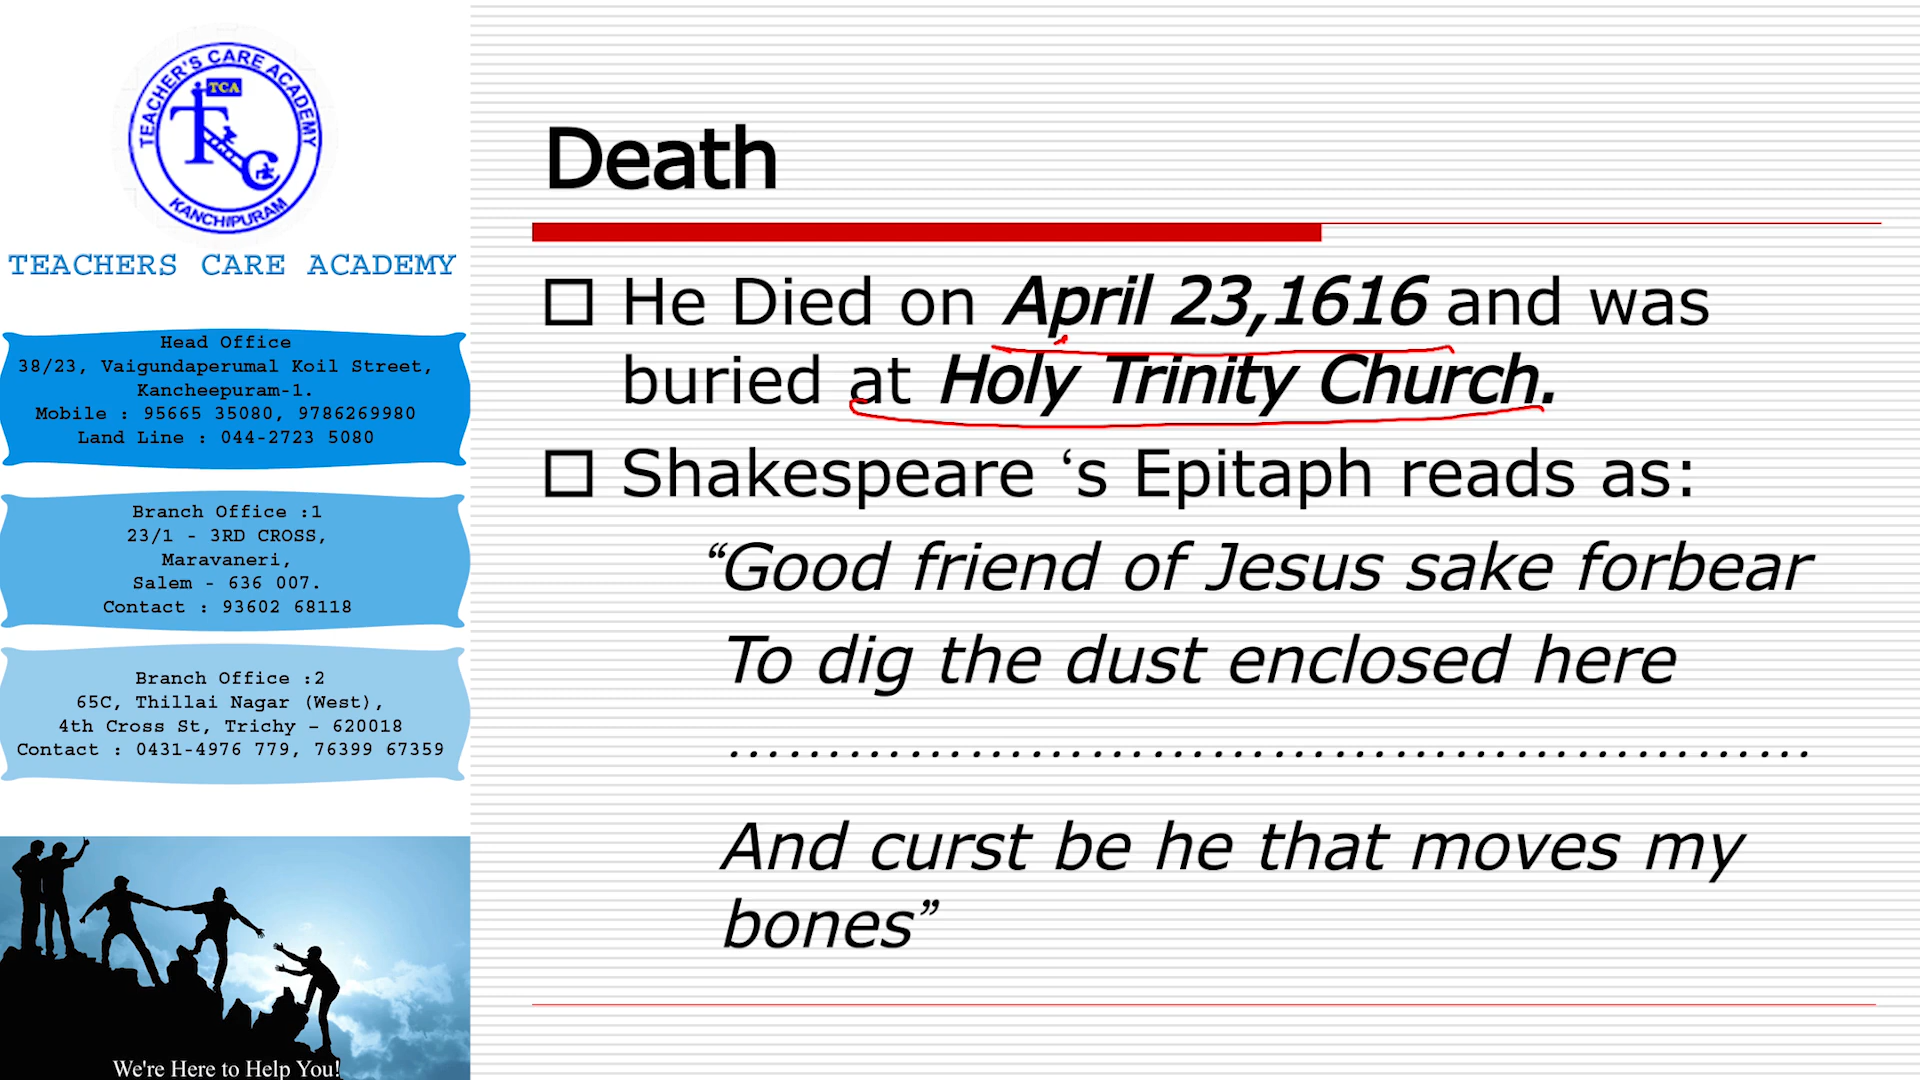 TEACHER'S CARE ACADEMY
TCA
KANCHIPURAM
TEACHERS CARE ACADEMY
Head Office
38/23, Vaigundaperumal Koil Street,
Kancheepuram-1.
Mobile : 95665 35080, 9786269980
Land Line : 044-2723 5080
Branch Office :1
23/1 - 3RD CROSS,
Maravaneri,
Salem - 636 007.
Contact : 93602 68118
Branch Office :2
65C, Thillai Nagar (West),
4th Cross St, Trichy – 620018
Contact : 0431-4976 779, 76399 67359
We're Here to Help You!
Death
He Died on April 23,1616 and was
buried at Holy Trinity Church.
Shakespeare ‘s Epitaph reads as:
“Good friend of Jesus sake forbear
To dig the dust enclosed here
……………………………………………………
And curst be he that moves my
bones”